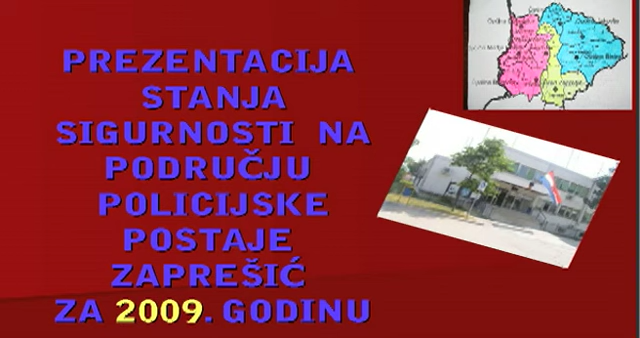 PREZENTACIJA
STANJA
SIGURNOSTI NA
PODRUČJU
POLICIJSKE
POSTAJE
ZAPREŠIĆ
ZA 2009. GODINU